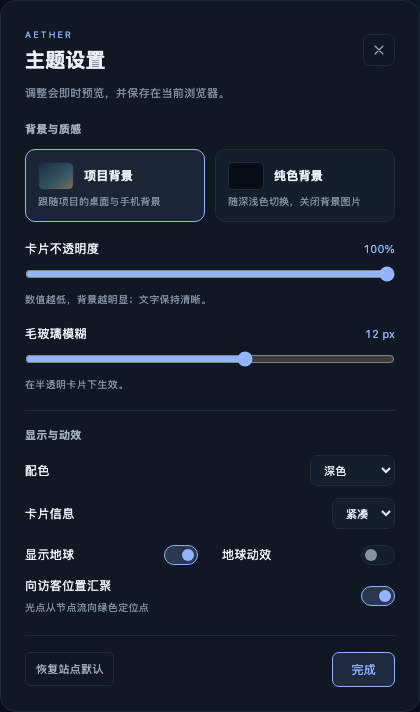 AETHER
主题设置
调整会即时预览，并保存在当前浏览器。
背景与质感
项目背景
跟随项目的桌面与手机背景
纯色背景
随深浅色切换，关闭背景图片
卡片不透明度 100%
数值越低，背景越明显；文字保持清晰。
毛玻璃模糊 12 px
在半透明卡片下生效。
显示与动效
配色 深色
卡片信息 紧凑
显示地球 地球动效
向访客位置汇聚
光点从节点流向绿色定位点
恢复站点默认 完成